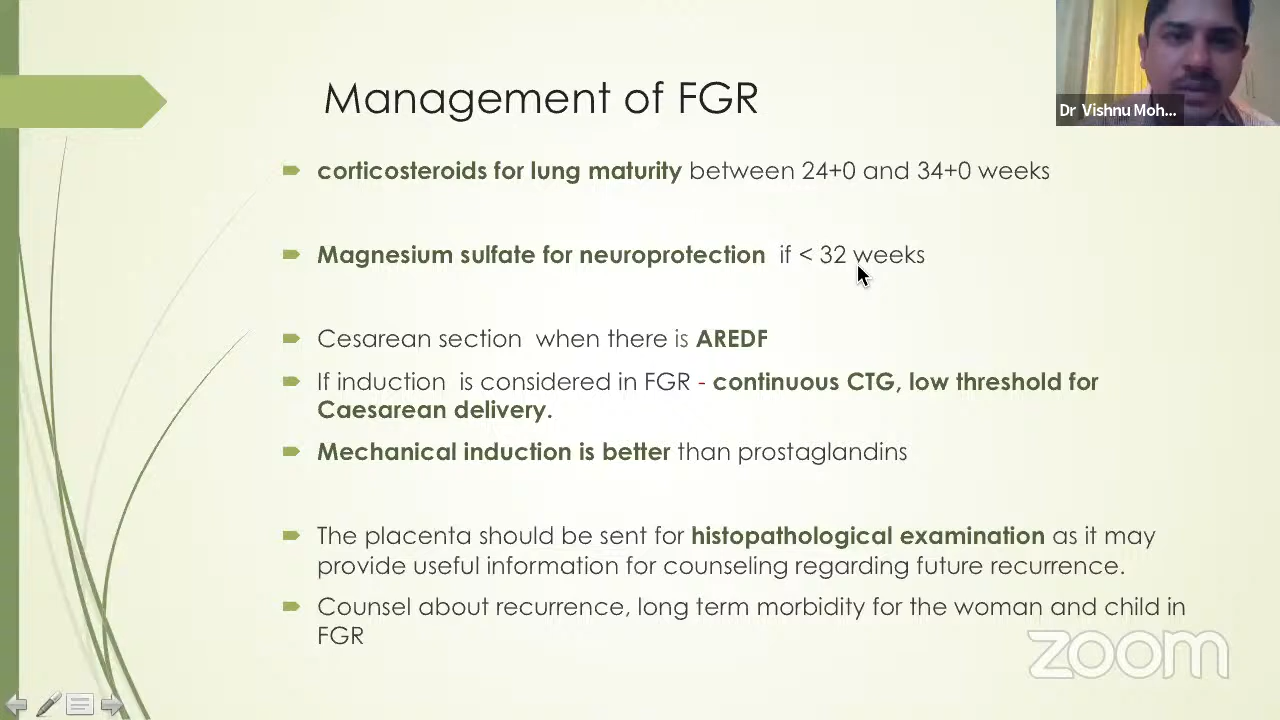 Management of FGR
Dr Vishnu Moh...
corticosteroids for lung maturity between 24+0 and 34+0 weeks
Magnesium sulfate for neuroprotection if < 32 weeks
Cesarean section when there is AREDF
If induction is considered in FGR - continuous CTG, low threshold for
Caesarean delivery.
Mechanical induction is better than prostaglandins
The placenta should be sent for histopathological examination as it may
provide useful information for counseling regarding future recurrence.
Counsel about recurrence, long term morbidity for the woman and child in
FGR
zoom